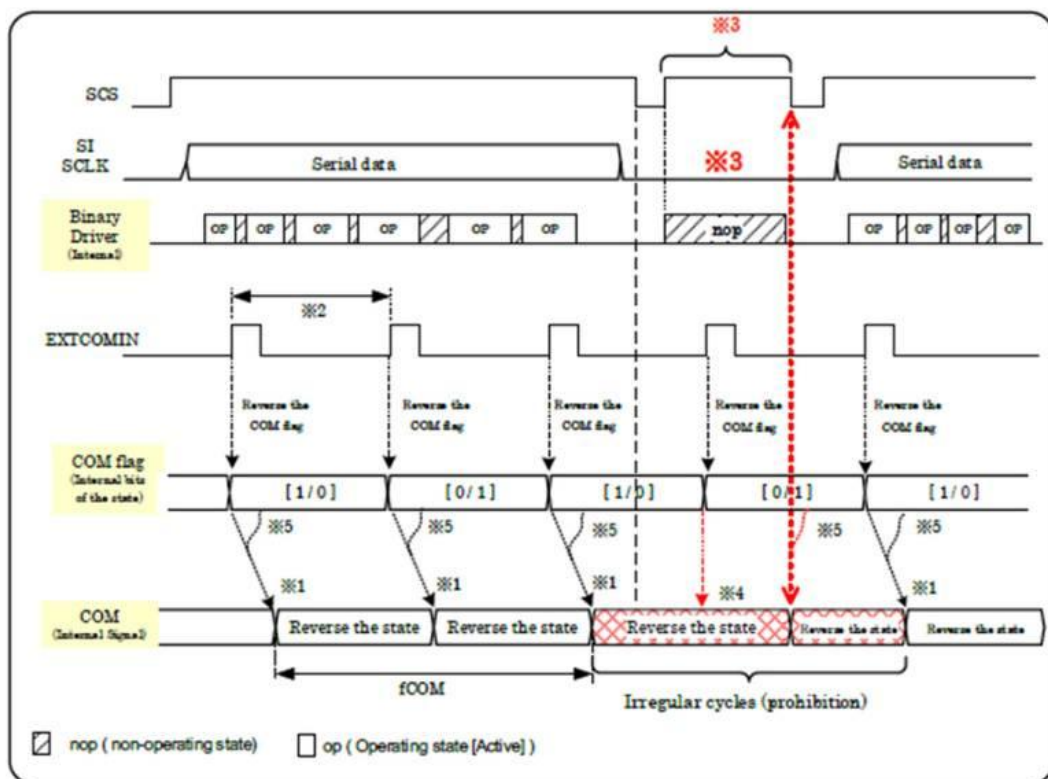 ※3
SCS
SI
SCLK
Serial data
※3
Serial data
Binary
Driver
(Internal)
OP OP OP OP OP OP nop OP OP OP OP
※2
EXTCOMIN
Reverse the
COM flag
Reverse the
COM flag
Reverse the
COM flag
Reverse the
COM flag
Reverse the
COM flag
COM flag
(Internal bits
of the state)
[ 1 / 0 ] [ 0 / 1 ] [ 1 / 0 ] [ 0 / 1 ] [ 1 / 0 ]
※5 ※5 ※5 ※5 ※5
※1 ※1 ※1 ※4 ※1
COM
(Internal Signal)
Reverse the state Reverse the state Reverse the state Reverse the state Reverse the state
fCOM
Irregular cycles (prohibition)
nop ( non-operating state)
op ( Operating state [Active] )